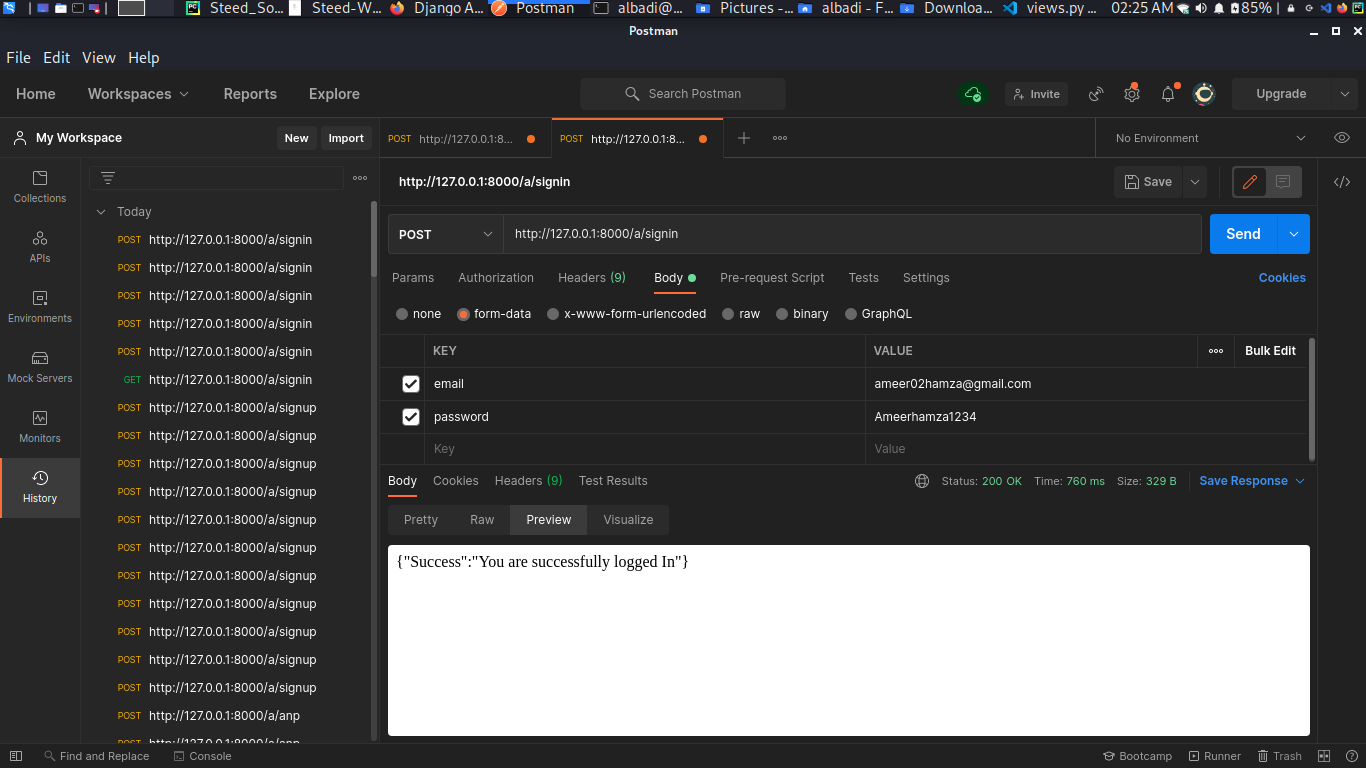 Steed_So... Steed-W... Django A... Postman albadi@... Pictures -... albadi - F... Downloa... views.py ... 02:25 AM 85%
Postman
File Edit View Help
Home Workspaces Reports Explore Search Postman Invite Upgrade
My Workspace New Import POST http://127.0.0.1:8... POST http://127.0.0.1:8... No Environment
http://127.0.0.1:8000/a/signin Save
Collections
APIs
Environments
Mock Servers
Monitors
History
Today
POST http://127.0.0.1:8000/a/signin
POST http://127.0.0.1:8000/a/signin
POST http://127.0.0.1:8000/a/signin
POST http://127.0.0.1:8000/a/signin
POST http://127.0.0.1:8000/a/signin
GET http://127.0.0.1:8000/a/signin
POST http://127.0.0.1:8000/a/signup
POST http://127.0.0.1:8000/a/signup
POST http://127.0.0.1:8000/a/signup
POST http://127.0.0.1:8000/a/signup
POST http://127.0.0.1:8000/a/signup
POST http://127.0.0.1:8000/a/signup
POST http://127.0.0.1:8000/a/signup
POST http://127.0.0.1:8000/a/signup
POST http://127.0.0.1:8000/a/signup
POST http://127.0.0.1:8000/a/signup
POST http://127.0.0.1:8000/a/signup
POST http://127.0.0.1:8000/a/anp
POST http://127.0.0.1:8000/a/anp
POST http://127.0.0.1:8000/a/signin Send
Params Authorization Headers (9) Body Pre-request Script Tests Settings Cookies
none form-data x-www-form-urlencoded raw binary GraphQL
KEY VALUE Bulk Edit
email ameer02hamza@gmail.com
password Ameerhamza1234
Key Value
Body Cookies Headers (9) Test Results Status: 200 OK Time: 760 ms Size: 329 B Save Response
Pretty Raw Preview Visualize
{"Success":"You are successfully logged In"}
Find and Replace Console Bootcamp Runner Trash